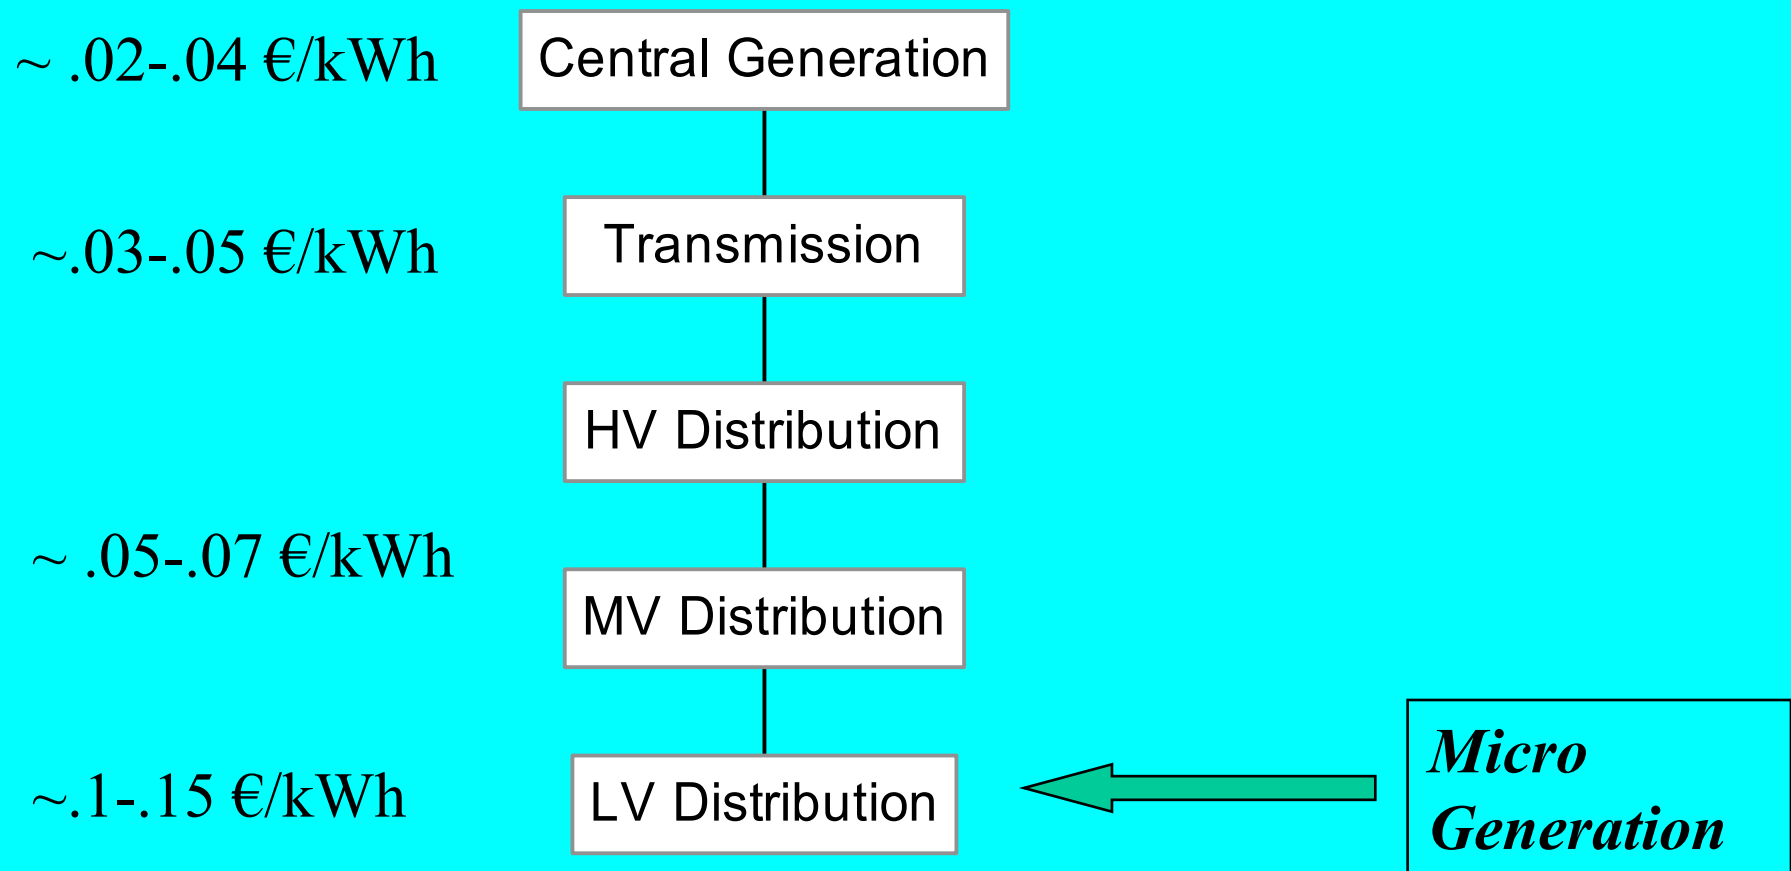 ~ .02-.04 €/kWh
Central Generation
~.03-.05 €/kWh
Transmission
HV Distribution
~ .05-.07 €/kWh
MV Distribution
~.1-.15 €/kWh
LV Distribution
Micro
Generation